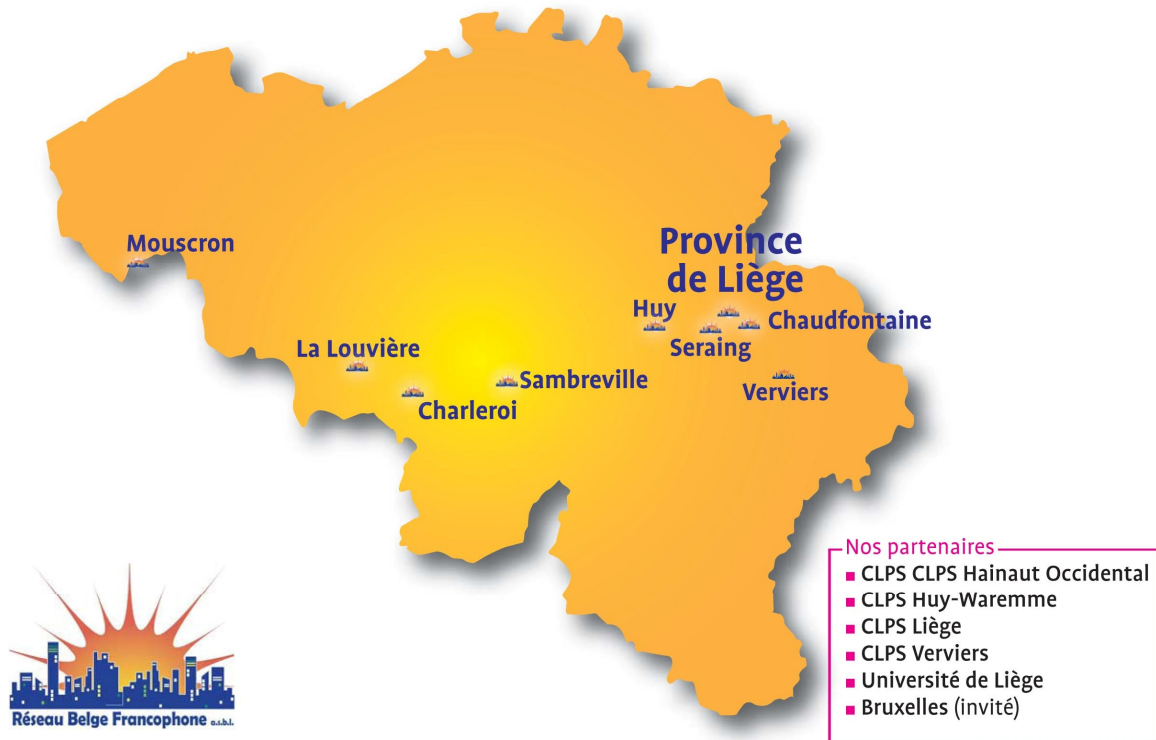 Mouscron
Province
de Liège
Huy
Chaudfontaine
Seraing
La Louvière
Sambreville
Verviers
Charleroi
Nos partenaires
CLPS CLPS Hainaut Occidental
CLPS Huy-Waremme
CLPS Liège
CLPS Verviers
Université de Liège
Bruxelles (invité)
Réseau Belge Francophone a.s.b.l.